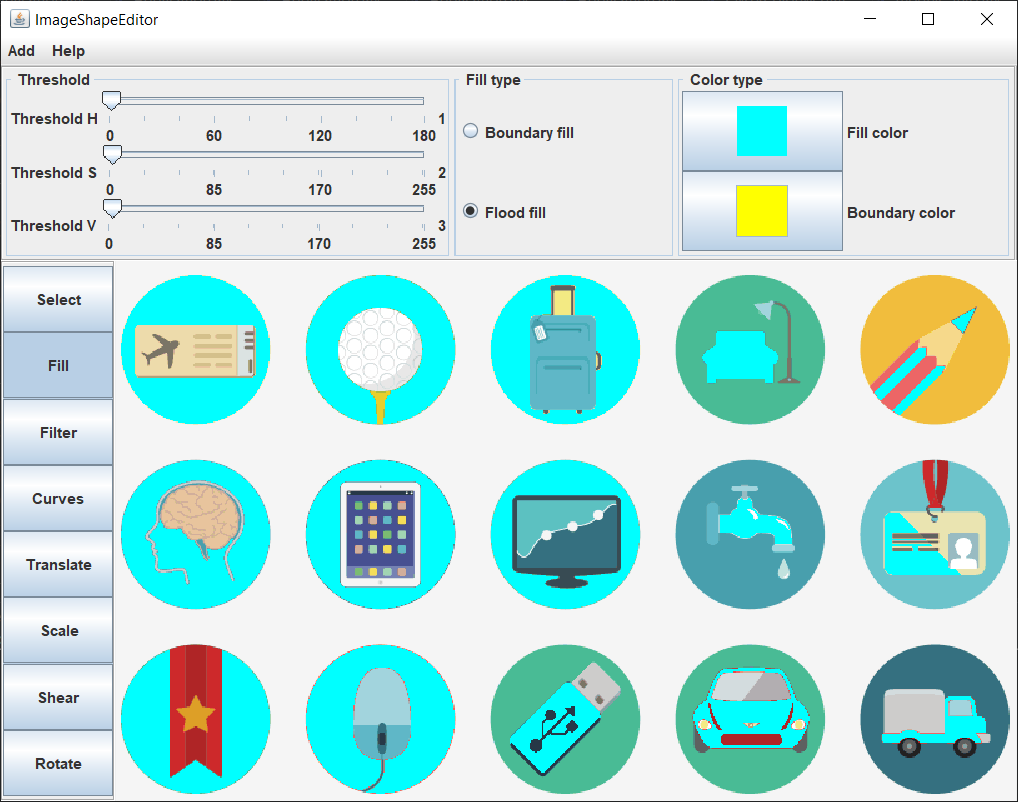 ImageShapeEditor
Add Help
Threshold
Threshold H 1
0 60 120 180
Threshold S 2
0 85 170 255
Threshold V 3
0 85 170 255
Fill type
Boundary fill
Flood fill
Color type
Fill color
Boundary color
Select
Fill
Filter
Curves
Translate
Scale
Shear
Rotate